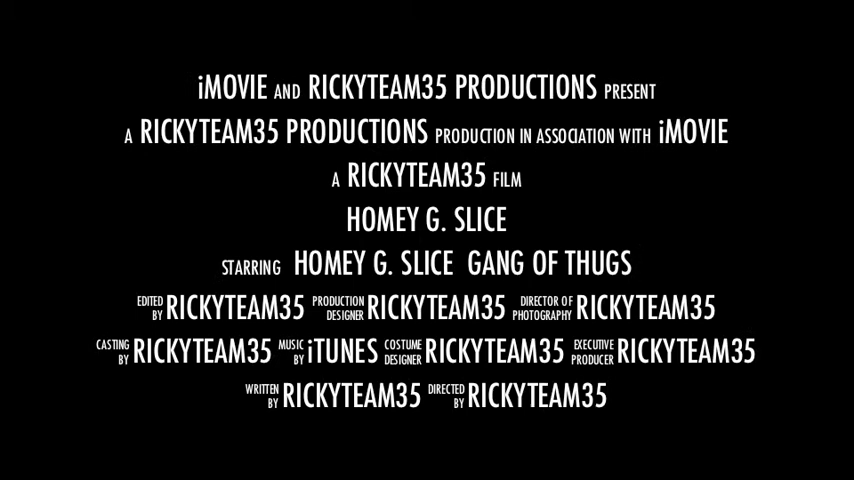 iMOVIE AND RICKYTEAM35 PRODUCTIONS PRESENT
A RICKYTEAM35 PRODUCTIONS PRODUCTION IN ASSOCIATION WITH iMOVIE
A RICKYTEAM35 FILM
HOMEY G. SLICE
STARRING HOMEY G. SLICE GANG OF THUGS
EDITED BY RICKYTEAM35 PRODUCTION DESIGNER RICKYTEAM35 DIRECTOR OF PHOTOGRAPHY RICKYTEAM35
CASTING BY RICKYTEAM35 MUSIC BY iTUNES COSTUME DESIGNER RICKYTEAM35 EXECUTIVE PRODUCER RICKYTEAM35
WRITTEN BY RICKYTEAM35 DIRECTED BY RICKYTEAM35